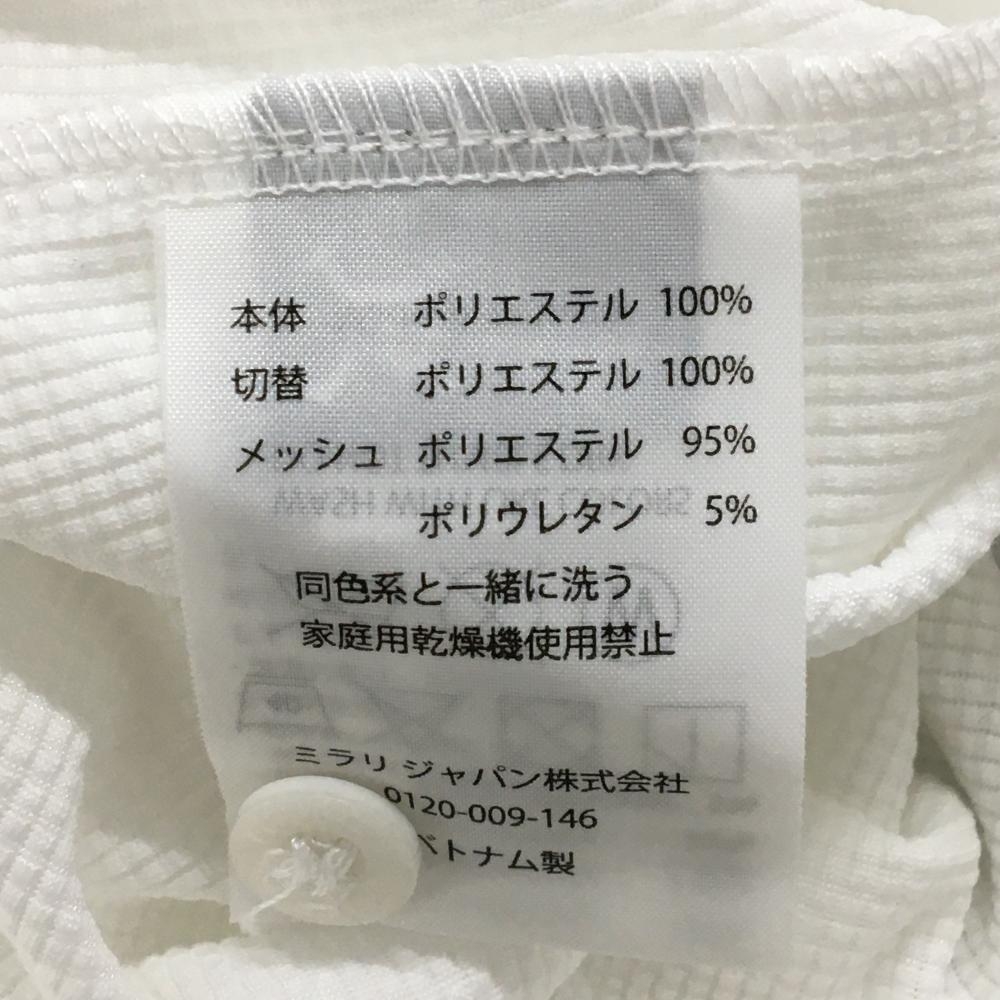 本体 ポリエステル 100%
切替 ポリエステル 100%
メッシュ ポリエステル 95%
ポリウレタン 5%
同色系と一緒に洗う
家庭用乾燥機使用禁止
ミラリ ジャパン株式会社
0120-009-146
ベトナム製